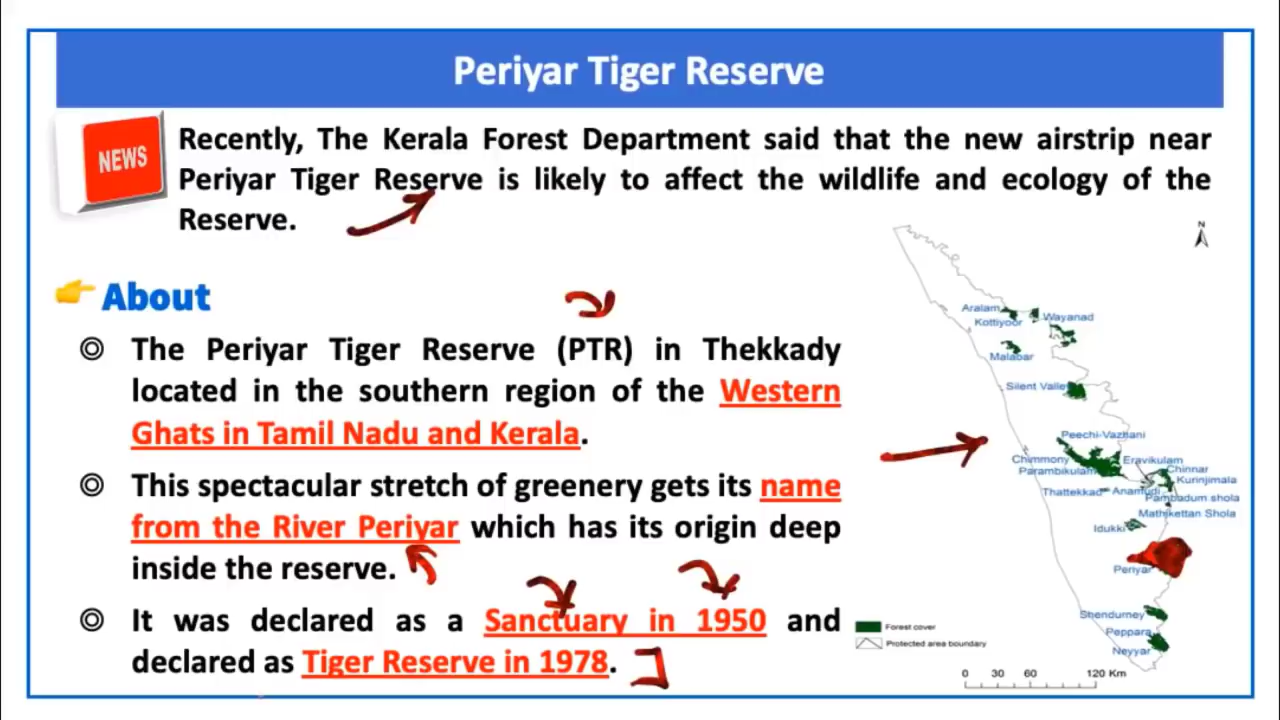 Periyar Tiger Reserve
NEWS
Recently, The Kerala Forest Department said that the new airstrip near
Periyar Tiger Reserve is likely to affect the wildlife and ecology of the
Reserve.
About
The Periyar Tiger Reserve (PTR) in Thekkady
located in the southern region of the Western
Ghats in Tamil Nadu and Kerala.
This spectacular stretch of greenery gets its name
from the River Periyar which has its origin deep
inside the reserve.
It was declared as a Sanctuary in 1950 and
declared as Tiger Reserve in 1978.
N
Aralam
Kottiyoor
Wayanad
Malabar
Silent Valley
Peechi-Vazhani
Chimmony
Eravikulam
Parambikulam
Chinnar
Kurinjimala
Thattekkad
Anamudi
Pambadum shola
Mathikettan Shola
Idukki
Periyar
Shendurney
Peppara
Neyyar
Forest cover
Protected area boundary
0 30 60 120 Km